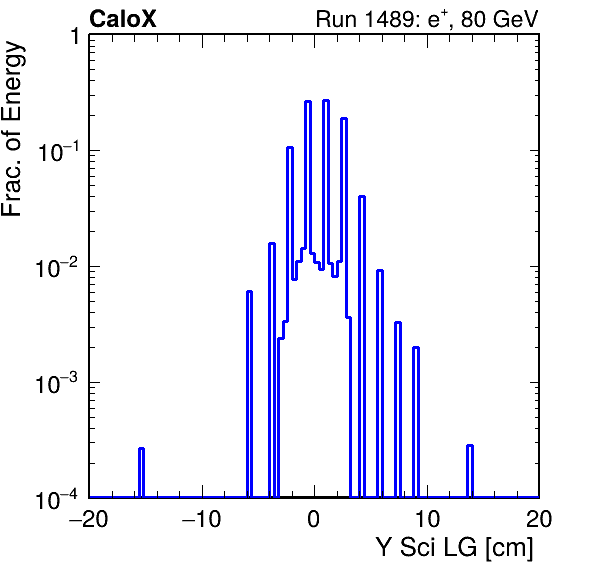 CaloX
Run 1489: e⁺, 80 GeV
Frac. of Energy
1
10⁻¹
10⁻²
10⁻³
10⁻⁴
−20
−10
0
10
20
Y Sci LG [cm]